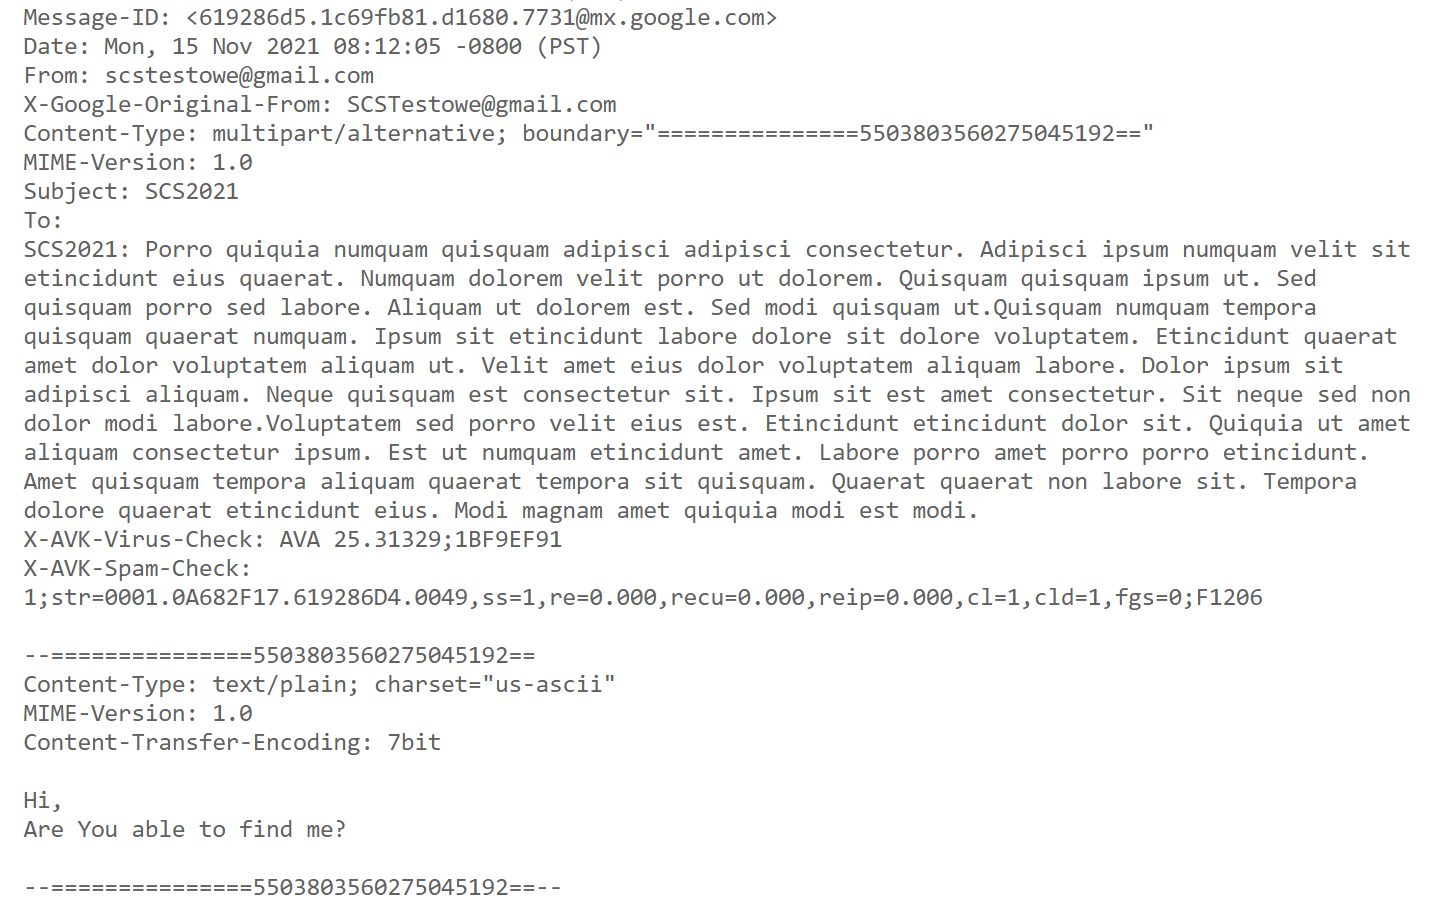 Message-ID: <619286d5.1c69fb81.d1680.7731@mx.google.com>
Date: Mon, 15 Nov 2021 08:12:05 -0800 (PST)
From: scstestowe@gmail.com
X-Google-Original-From: SCSTestowe@gmail.com
Content-Type: multipart/alternative; boundary="===============5503803560275045192=="
MIME-Version: 1.0
Subject: SCS2021
To:
SCS2021: Porro quiquia numquam quisquam adipisci adipisci consectetur. Adipisci ipsum numquam velit sit
etincidunt eius quaerat. Numquam dolorem velit porro ut dolorem. Quisquam quisquam ipsum ut. Sed
quisquam porro sed labore. Aliquam ut dolorem est. Sed modi quisquam ut.Quisquam numquam tempora
quisquam quaerat numquam. Ipsum sit etincidunt labore dolore sit dolore voluptatem. Etincidunt quaerat
amet dolor voluptatem aliquam ut. Velit amet eius dolor voluptatem aliquam labore. Dolor ipsum sit
adipisci aliquam. Neque quisquam est consectetur sit. Ipsum sit est amet consectetur. Sit neque sed non
dolor modi labore.Voluptatem sed porro velit eius est. Etincidunt etincidunt dolor sit. Quiquia ut amet
aliquam consectetur ipsum. Est ut numquam etincidunt amet. Labore porro amet porro porro etincidunt.
Amet quisquam tempora aliquam quaerat tempora sit quisquam. Quaerat quaerat non labore sit. Tempora
dolore quaerat etincidunt eius. Modi magnam amet quiquia modi est modi.
X-AVK-Virus-Check: AVA 25.31329;1BF9EF91
X-AVK-Spam-Check:
1;str=0001.0A682F17.619286D4.0049,ss=1,re=0.000,recu=0.000,reip=0.000,cl=1,cld=1,fgs=0;F1206
--===============5503803560275045192==
Content-Type: text/plain; charset="us-ascii"
MIME-Version: 1.0
Content-Transfer-Encoding: 7bit
Hi,
Are You able to find me?
--===============5503803560275045192==--